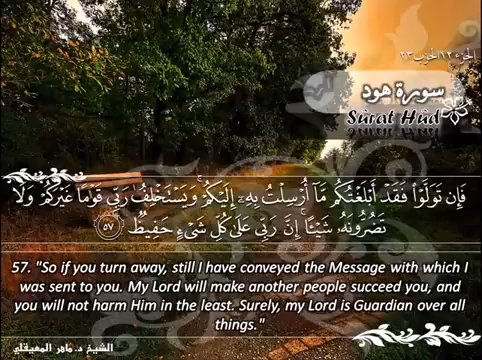 الجزء ١٢ الحزب ٢٣
سورة هود
Sûrat Hûd
فَإِن تَوَلَّوْا۟ فَقَدْ أَبْلَغْتُكُم مَّآ أُرْسِلْتُ بِهِۦٓ إِلَيْكُمْ ۚ وَيَسْتَخْلِفُ رَبِّى قَوْمًا غَيْرَكُمْ وَلَا
تَضُرُّونَهُۥ شَيْـًٔا ۚ إِنَّ رَبِّى عَلَىٰ كُلِّ شَىْءٍ حَفِيظٌ ٥٧
57. "So if you turn away, still I have conveyed the Message with which I
was sent to you. My Lord will make another people succeed you, and
you will not harm Him in the least. Surely, my Lord is Guardian over all
things."
الشيخ د. ماهر المعيقلي